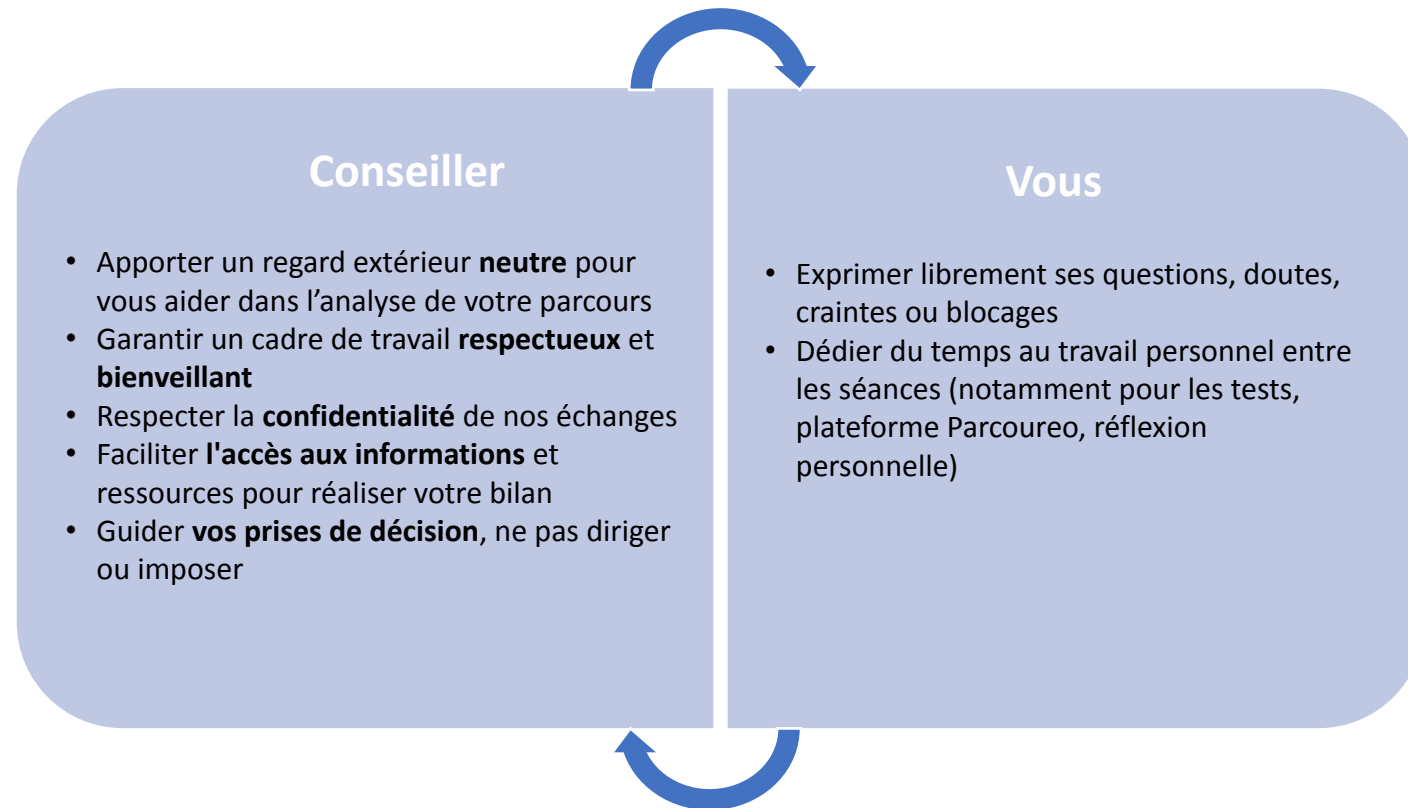 Conseiller
• Apporter un regard extérieur neutre pour
vous aider dans l’analyse de votre parcours
• Garantir un cadre de travail respectueux et
bienveillant
• Respecter la confidentialité de nos échanges
• Faciliter l'accès aux informations et
ressources pour réaliser votre bilan
• Guider vos prises de décision, ne pas diriger
ou imposer
Vous
• Exprimer librement ses questions, doutes,
craintes ou blocages
• Dédier du temps au travail personnel entre
les séances (notamment pour les tests,
plateforme Parcoureo, réflexion
personnelle)